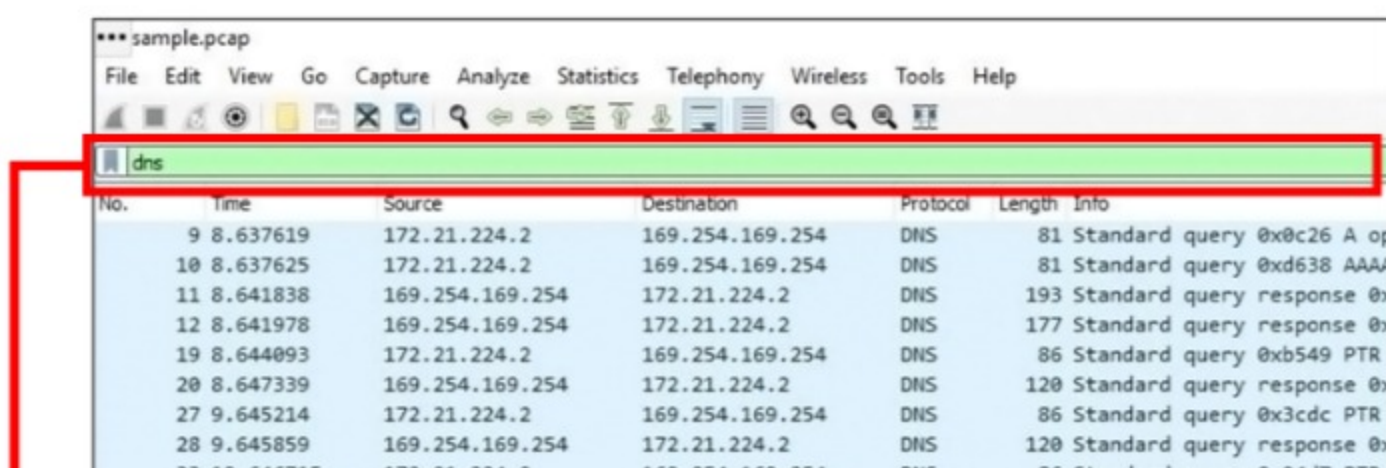 sample.pcap
File Edit View Go Capture Analyze Statistics Telephony Wireless Tools Help
dns
No. Time Source Destination Protocol Length Info
9 8.637619 172.21.224.2 169.254.169.254 DNS 81 Standard query 0x0c26 A op
10 8.637625 172.21.224.2 169.254.169.254 DNS 81 Standard query 0xd638 AAAA
11 8.641838 169.254.169.254 172.21.224.2 DNS 193 Standard query response 0x
12 8.641978 169.254.169.254 172.21.224.2 DNS 177 Standard query response 0x
19 8.644093 172.21.224.2 169.254.169.254 DNS 86 Standard query 0xb549 PTR
20 8.647339 169.254.169.254 172.21.224.2 DNS 120 Standard query response 0x
27 9.645214 172.21.224.2 169.254.169.254 DNS 86 Standard query 0x3cdc PTR
28 9.645859 169.254.169.254 172.21.224.2 DNS 120 Standard query response 0x